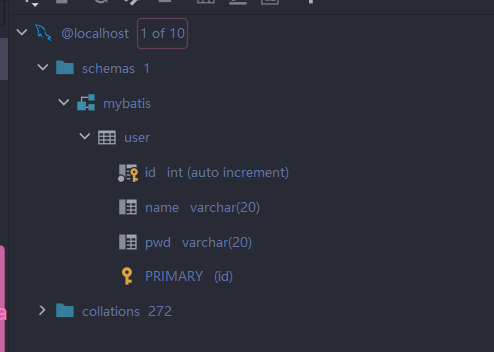 @localhost 1 of 10
schemas 1
mybatis
user
id int (auto increment)
name varchar(20)
pwd varchar(20)
PRIMARY (id)
collations 272
a